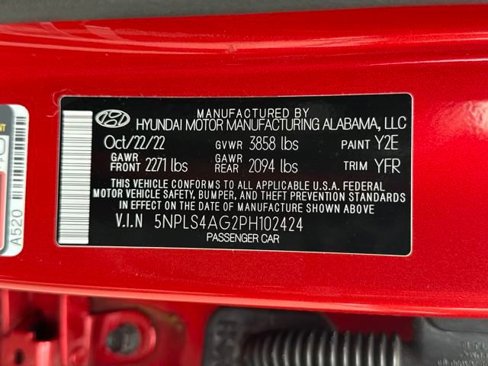 MANUFACTURED BY
HYUNDAI MOTOR MANUFACTURING ALABAMA, LLC
Oct/22/22 GVWR 3858 lbs PAINT Y2E
GAWR FRONT 2271 lbs GAWR REAR 2094 lbs TRIM YFR
THIS VEHICLE CONFORMS TO ALL APPLICABLE U.S.A. FEDERAL
MOTOR VEHICLE SAFETY, BUMPER, AND THEFT PREVENTION STANDARDS
IN EFFECT ON THE DATE OF MANUFACTURE SHOWN ABOVE.
V.I.N 5NPLS4AG2PH102424
PASSENGER CAR
A520